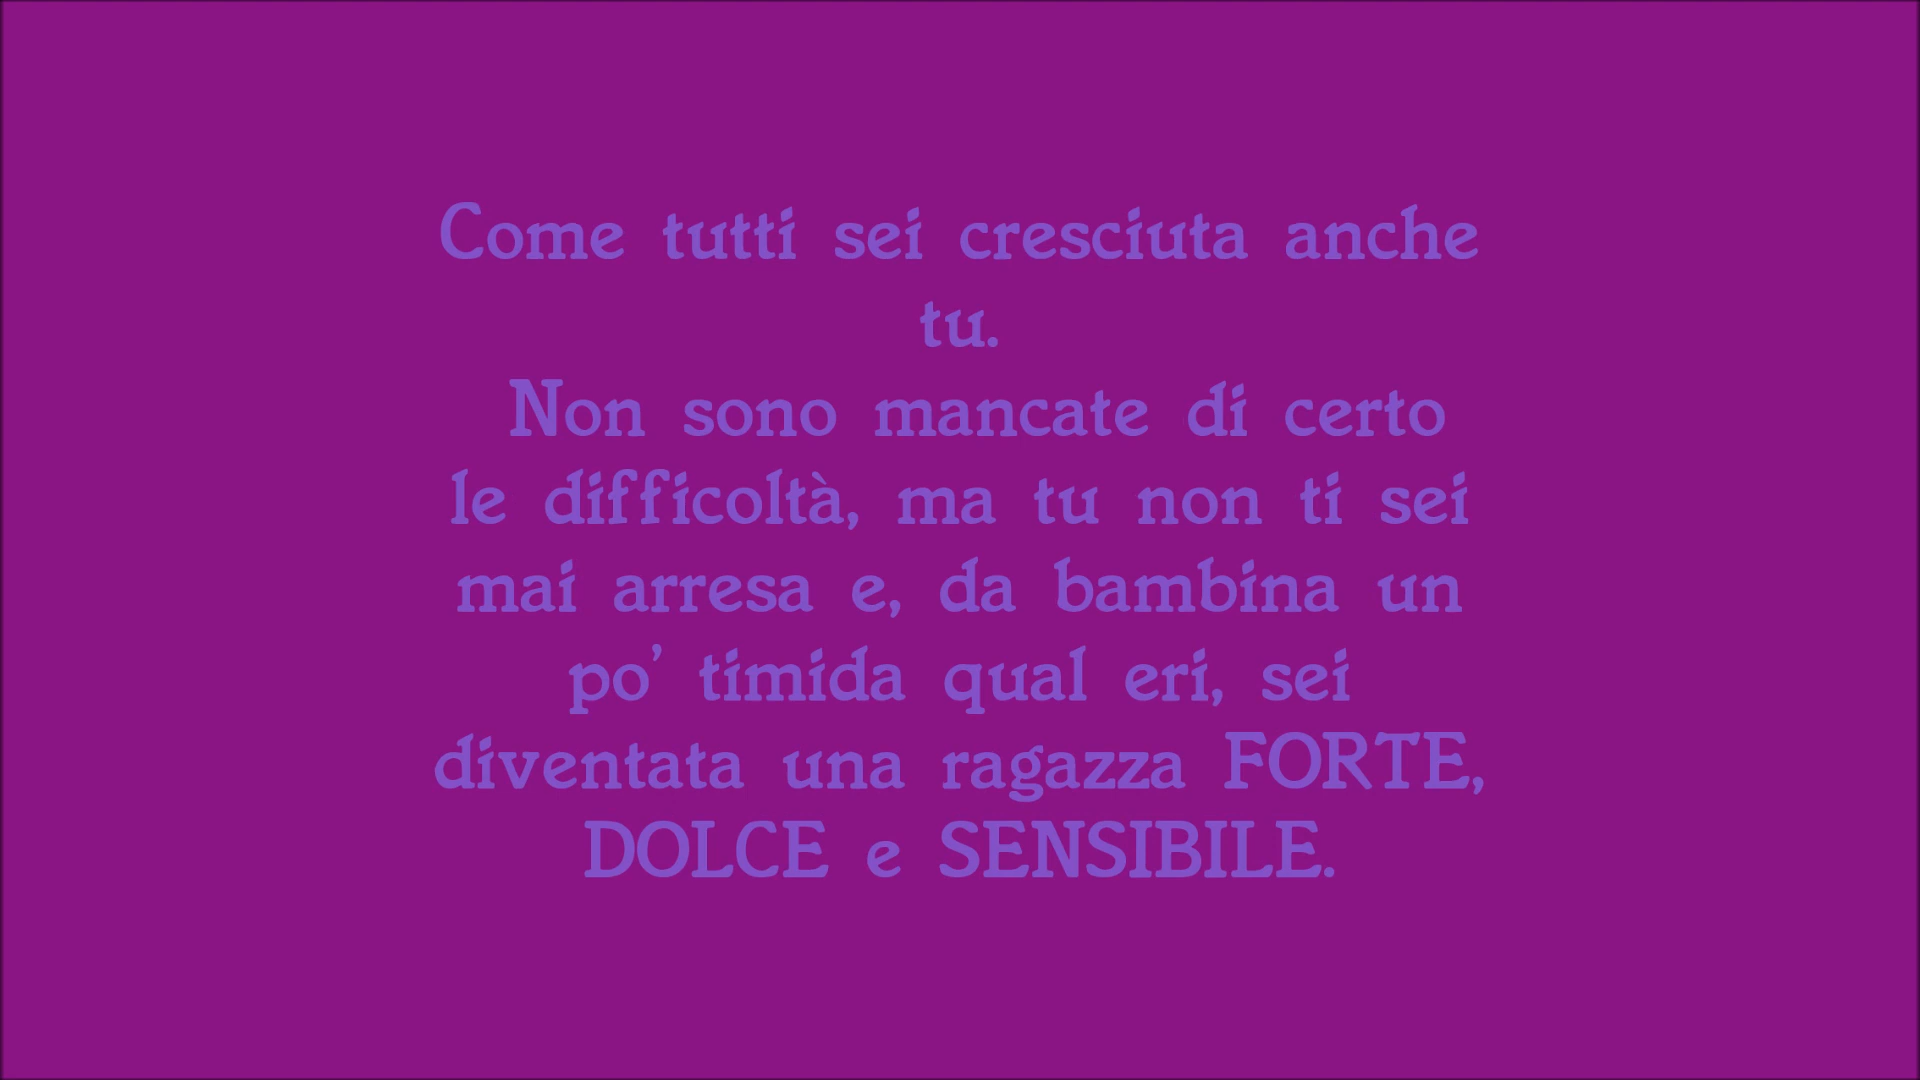 Come tutti sei cresciuta anche
tu.
Non sono mancate di certo
le difficoltà, ma tu non ti sei
mai arresa e, da bambina un
po’ timida qual eri, sei
diventata una ragazza FORTE,
DOLCE e SENSIBILE.